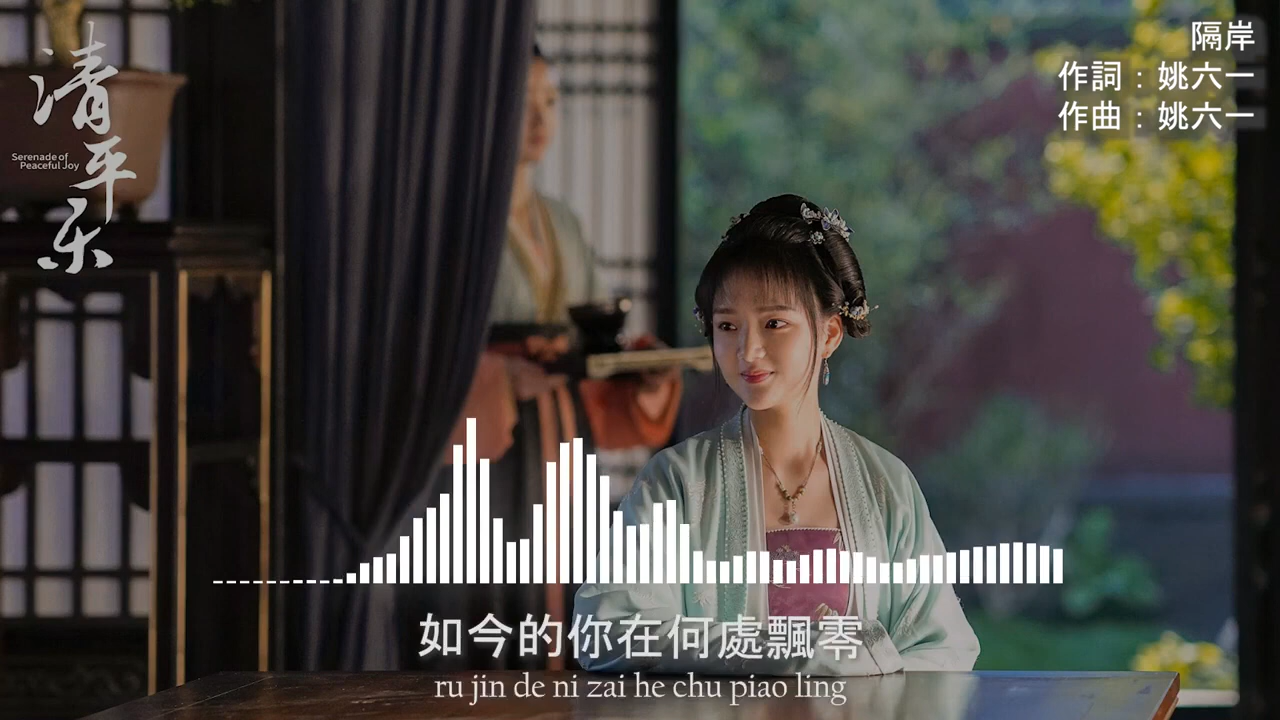 清平乐
Serenade of
Peaceful Joy
隔岸
作詞：姚六一
作曲：姚六一
如今的你在何處飄零
ru jin de ni zai he chu piao ling